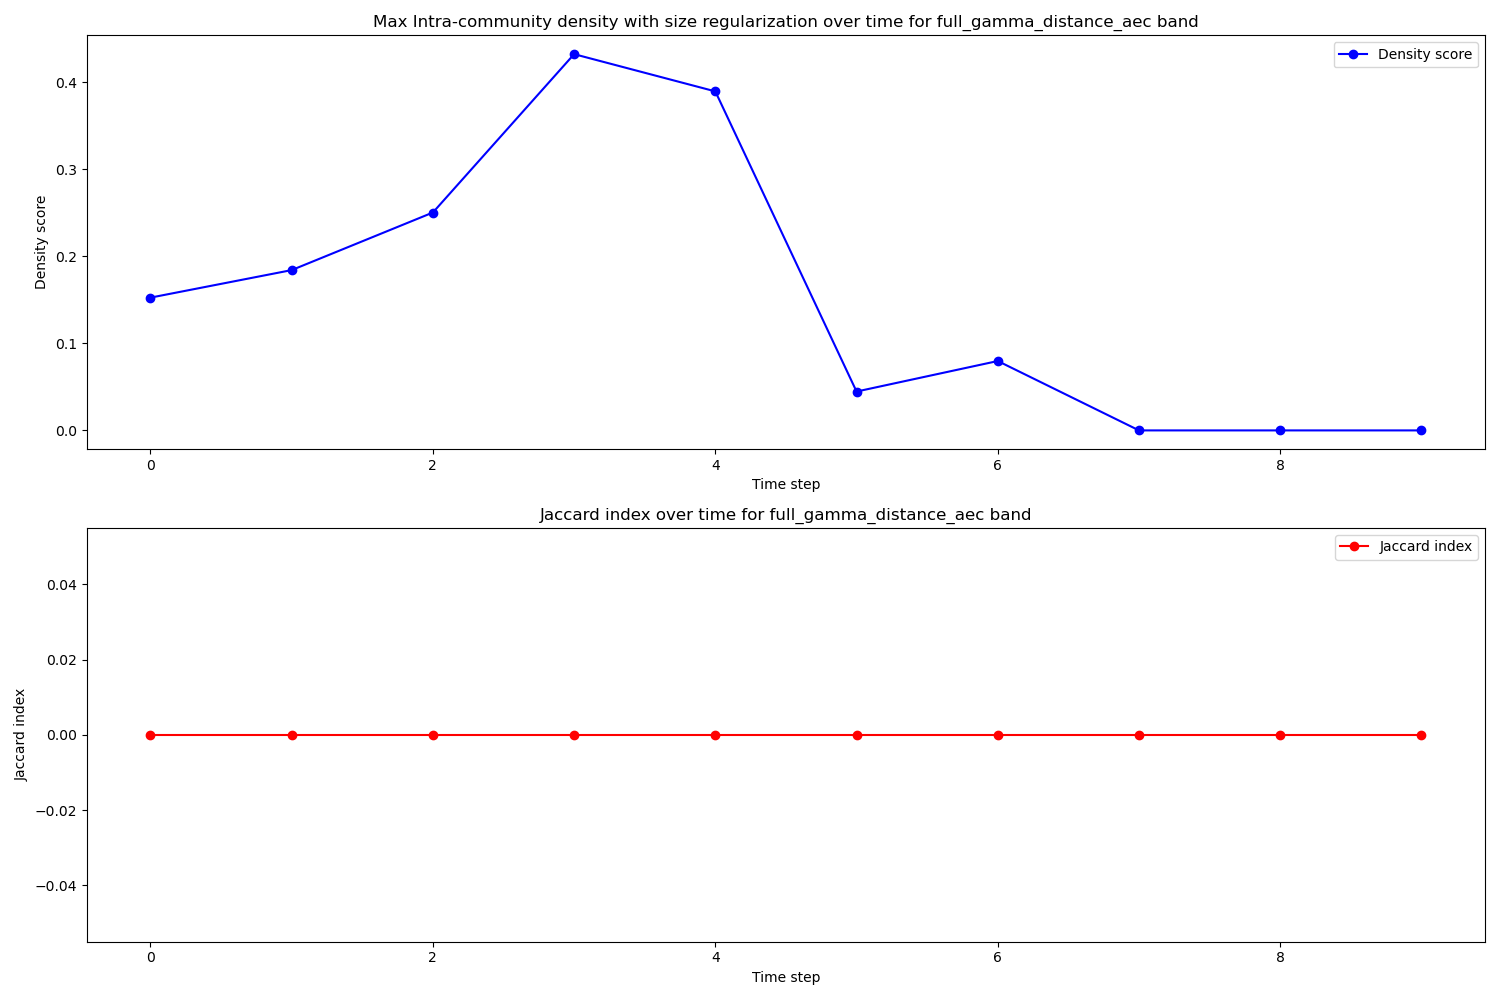 Max Intra-community density with size regularization over time for full_gamma_distance_aec band
Density score
Density score
0.4
0.3
0.2
0.1
0.0
0 2 4 6 8
Time step
Jaccard index over time for full_gamma_distance_aec band
Jaccard index
Jaccard index
0.04
0.02
0.00
−0.02
−0.04
0 2 4 6 8
Time step